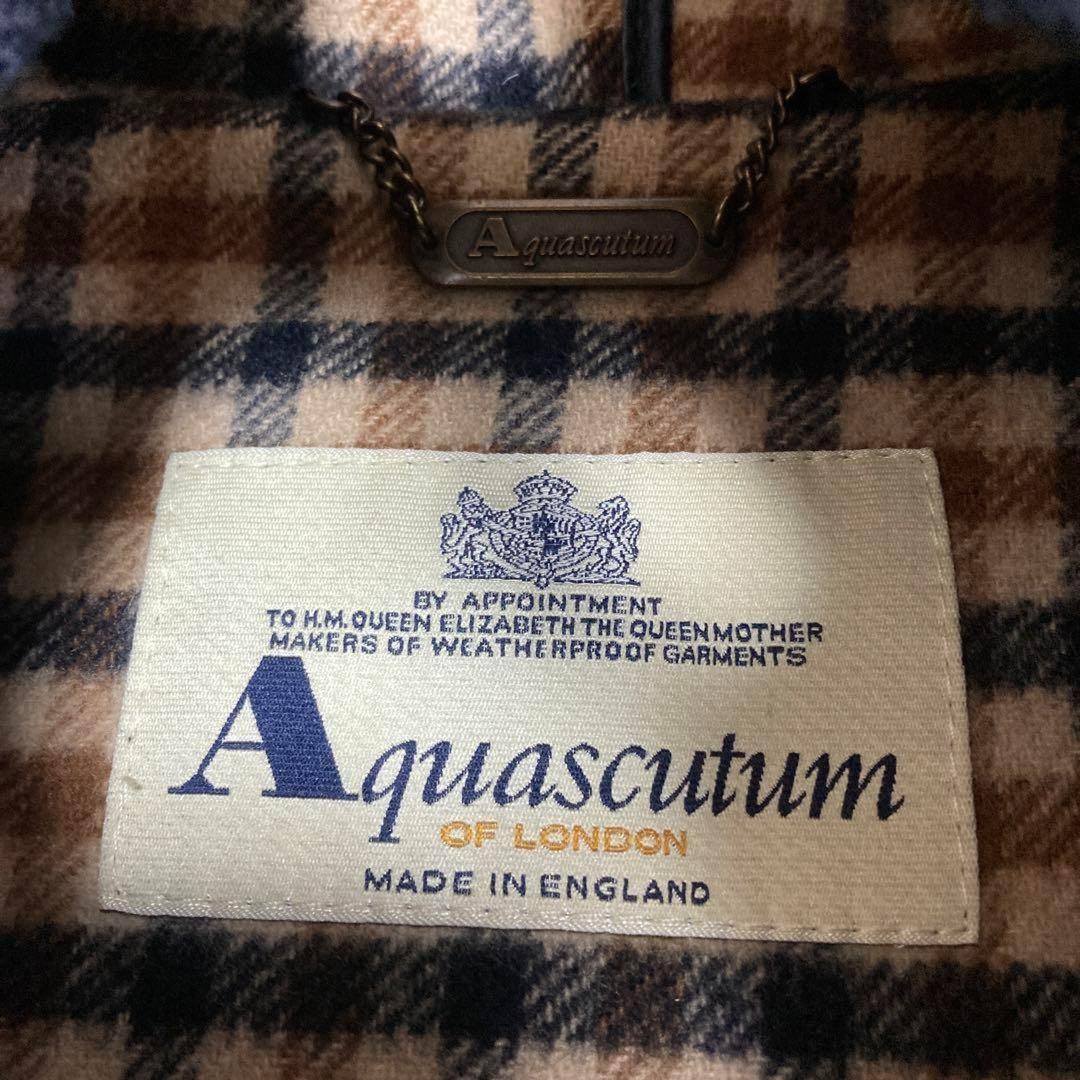 Aquascutum
BY APPOINTMENT
TO H.M. QUEEN ELIZABETH THE QUEEN MOTHER
MAKERS OF WEATHERPROOF GARMENTS
Aquascutum
OF LONDON
MADE IN ENGLAND